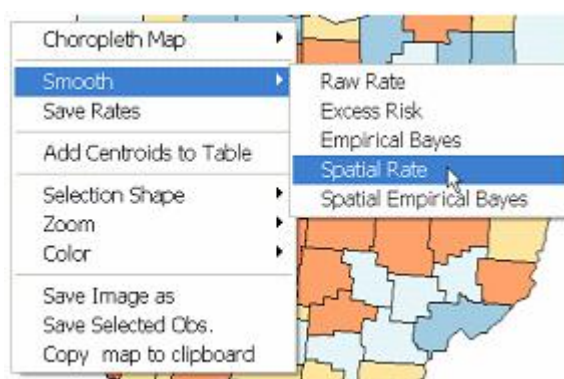 Choropleth Map
Smooth
Save Rates
Add Centroids to Table
Selection Shape
Zoom
Color
Save Image as
Save Selected Obs.
Copy map to clipboard
Raw Rate
Excess Risk
Empirical Bayes
Spatial Rate
Spatial Empirical Bayes